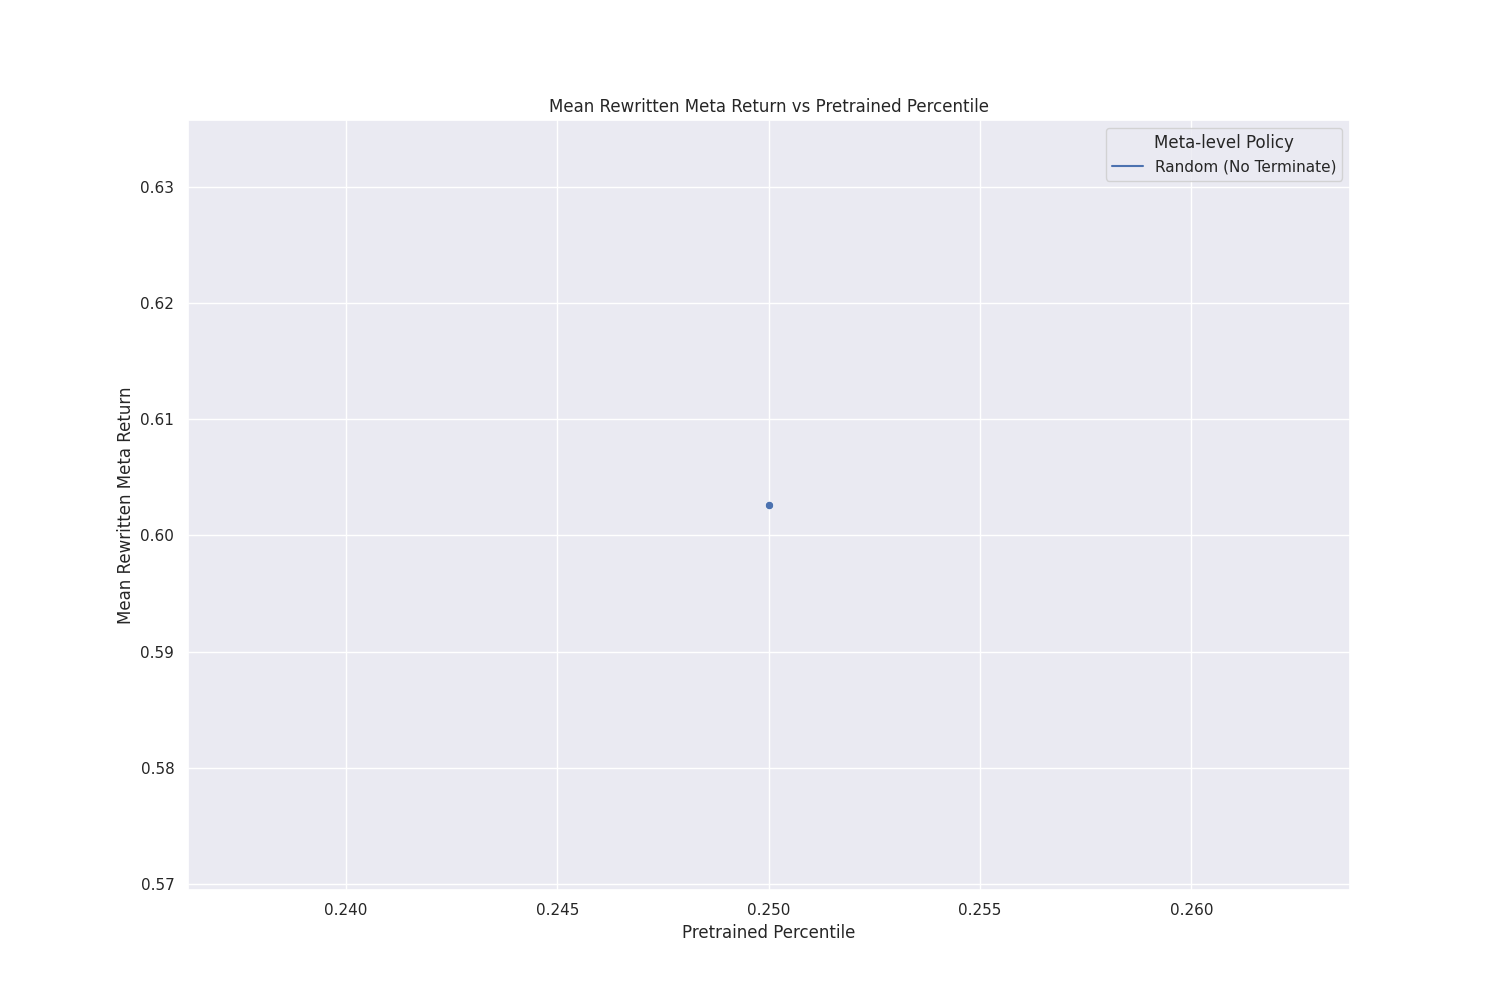 Mean Rewritten Meta Return vs Pretrained Percentile
Meta-level Policy
Random (No Terminate)
Mean Rewritten Meta Return
0.63
0.62
0.61
0.60
0.59
0.58
0.57
0.240
0.245
0.250
0.255
0.260
Pretrained Percentile